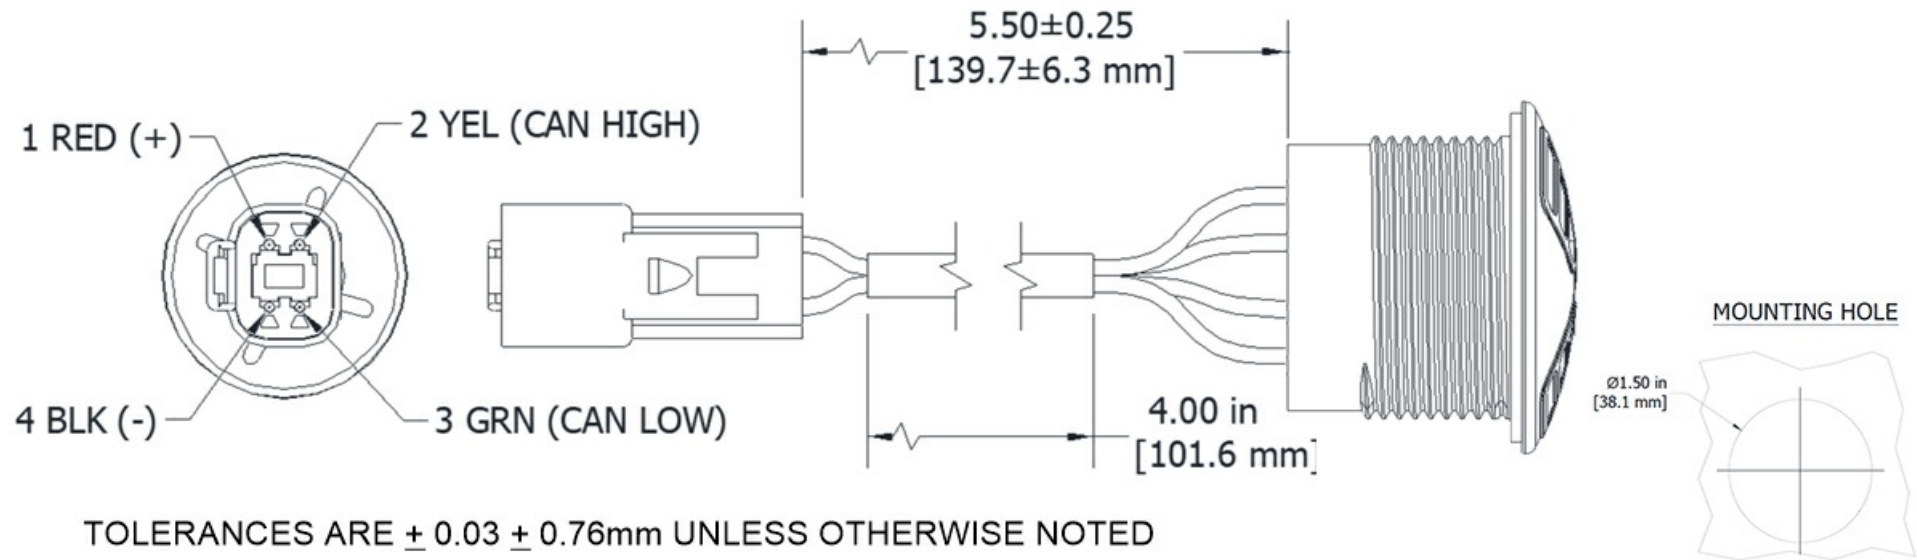 5.50±0.25
[139.7±6.3 mm]
1 RED (+)
2 YEL (CAN HIGH)
4 BLK (-)
3 GRN (CAN LOW)
4.00 in
[101.6 mm]
MOUNTING HOLE
Ø1.50 in
[38.1 mm]
TOLERANCES ARE ± 0.03 ± 0.76mm UNLESS OTHERWISE NOTED